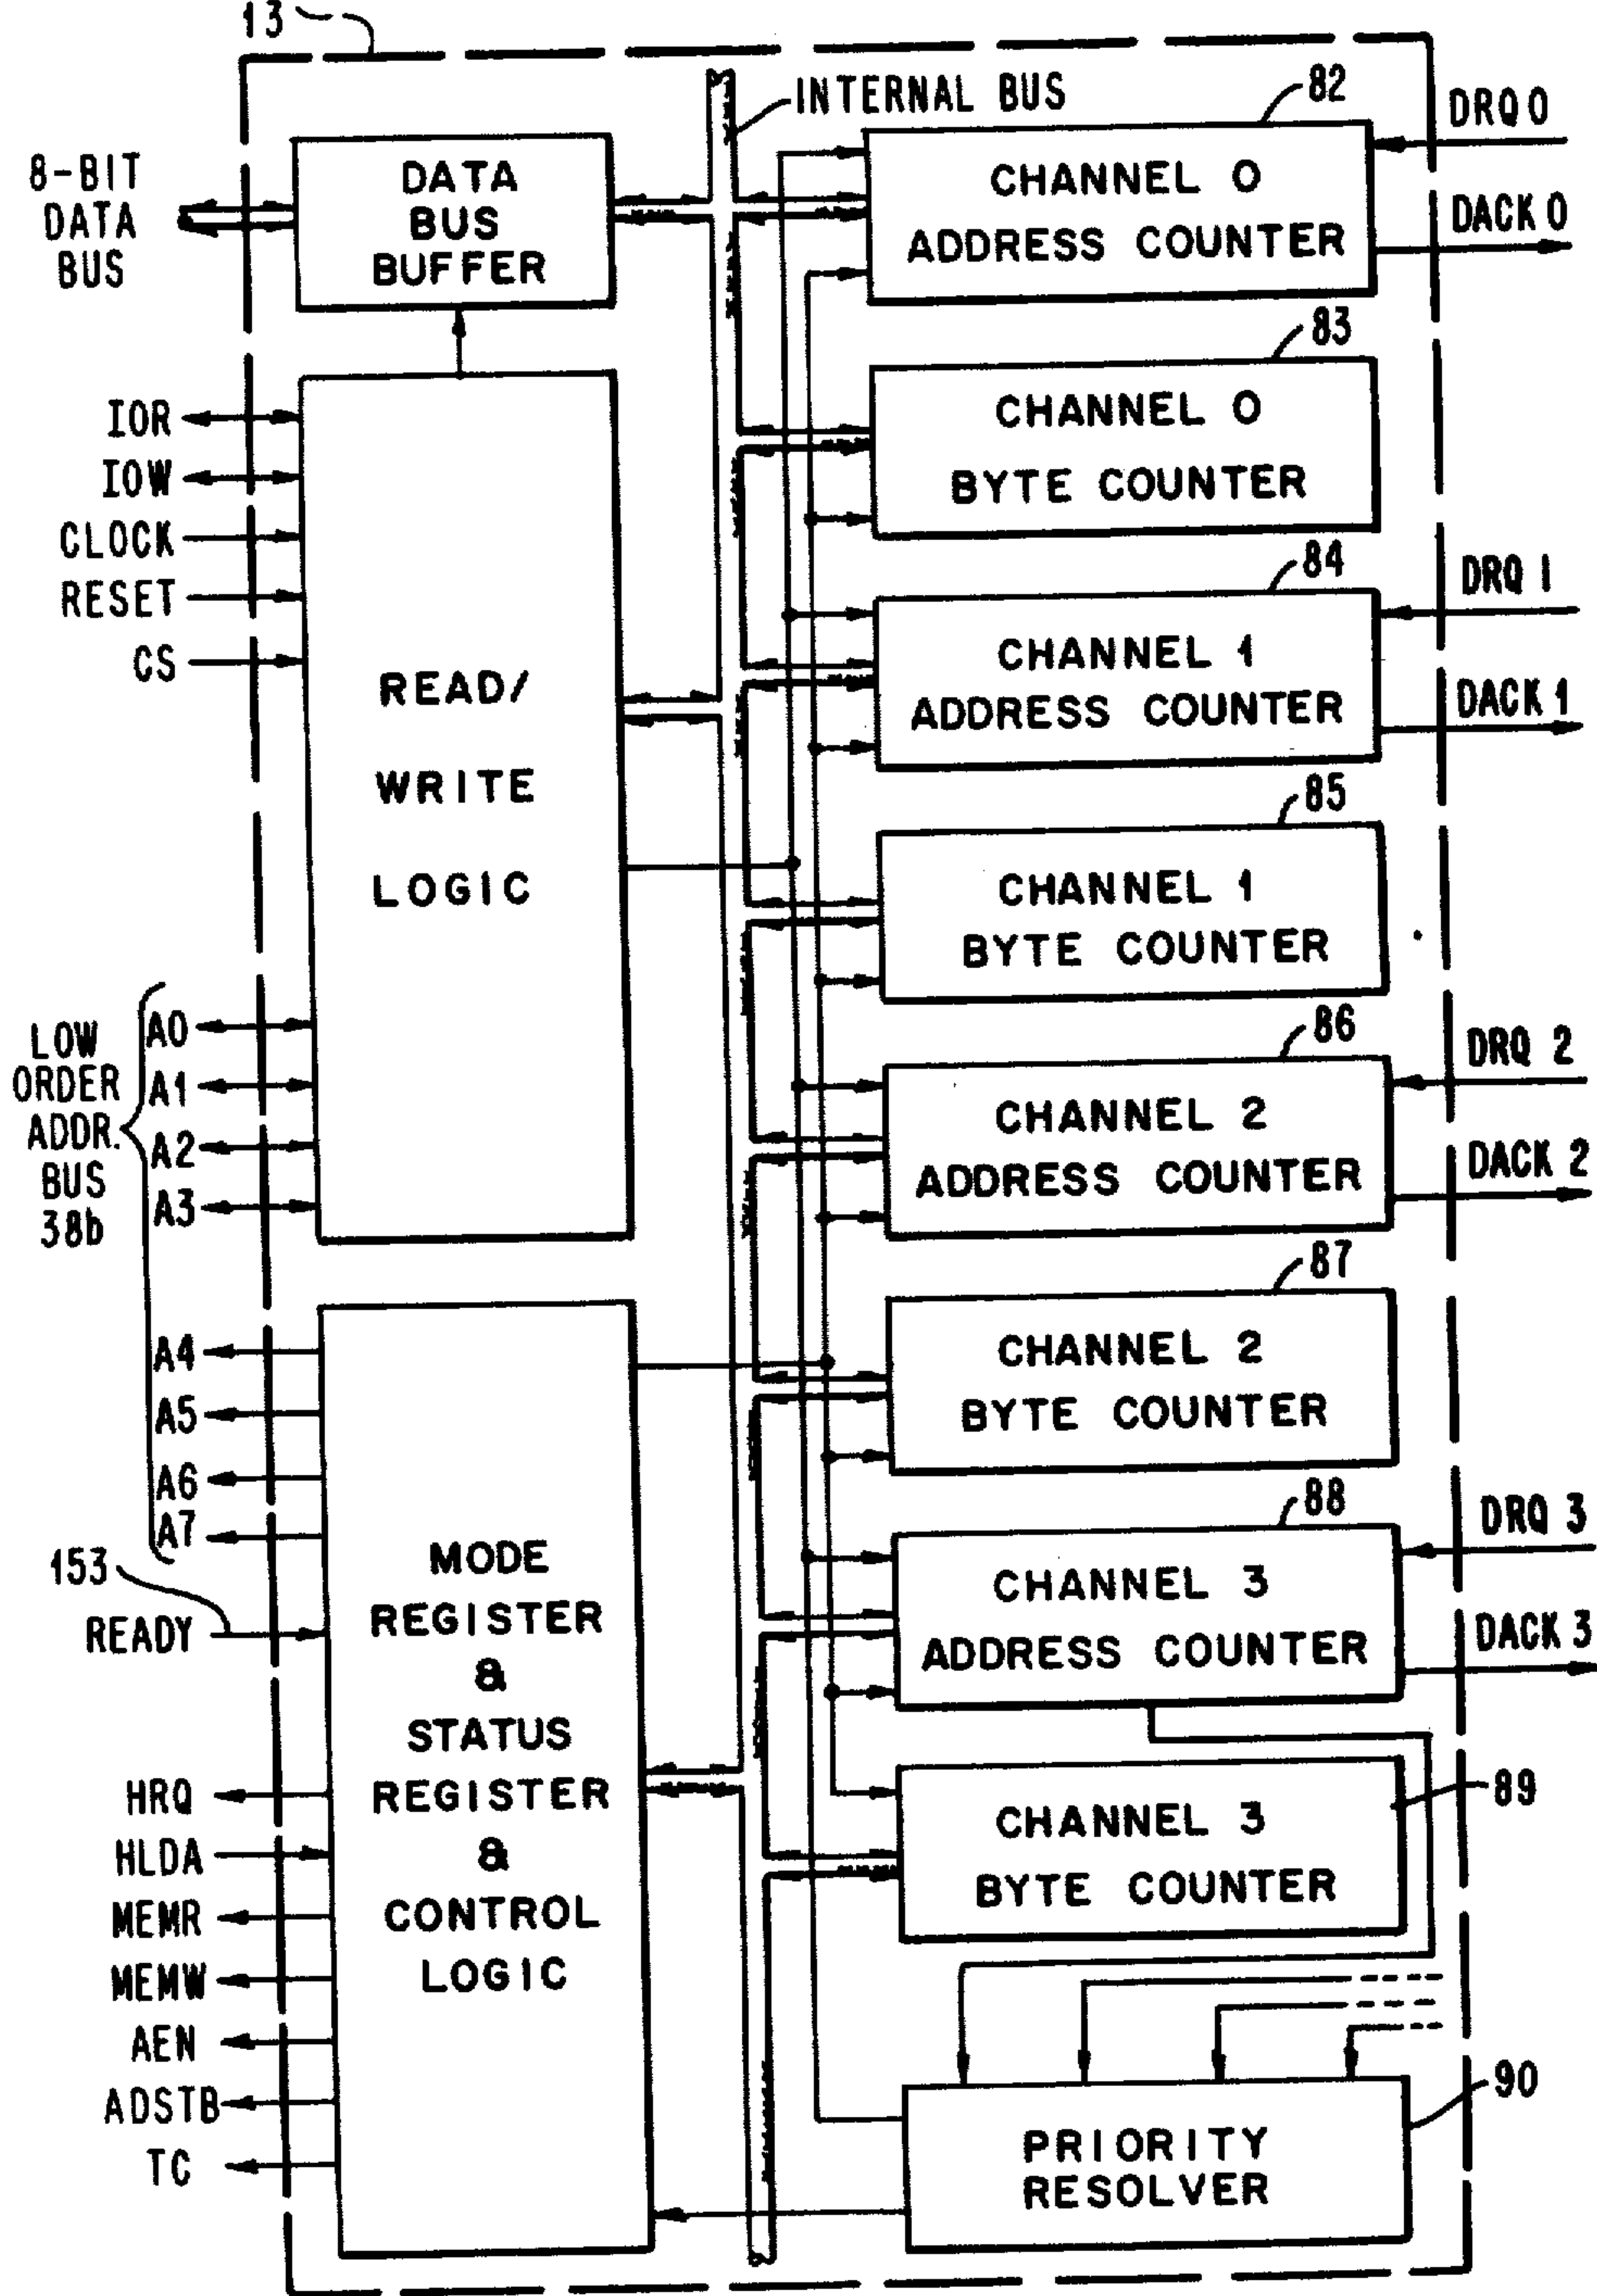 13
INTERNAL BUS
8-BIT
DATA
BUS
DATA
BUS
BUFFER
82
CHANNEL 0
ADDRESS COUNTER
DRQ 0
DACK 0
83
CHANNEL 0
BYTE COUNTER
IOR
IOW
CLOCK
RESET
CS
READ/
WRITE
LOGIC
84
CHANNEL 1
ADDRESS COUNTER
DRQ 1
DACK 1
85
CHANNEL 1
BYTE COUNTER
LOW
ORDER
ADDR.
BUS
38b
A0
A1
A2
A3
A4
A5
A6
A7
86
CHANNEL 2
ADDRESS COUNTER
DRQ 2
DACK 2
87
CHANNEL 2
BYTE COUNTER
153
READY
HRQ
HLDA
MEMR
MEMW
AEN
ADSTB
TC
MODE
REGISTER
&
STATUS
REGISTER
&
CONTROL
LOGIC
88
CHANNEL 3
ADDRESS COUNTER
DRQ 3
DACK 3
89
CHANNEL 3
BYTE COUNTER
90
PRIORITY
RESOLVER